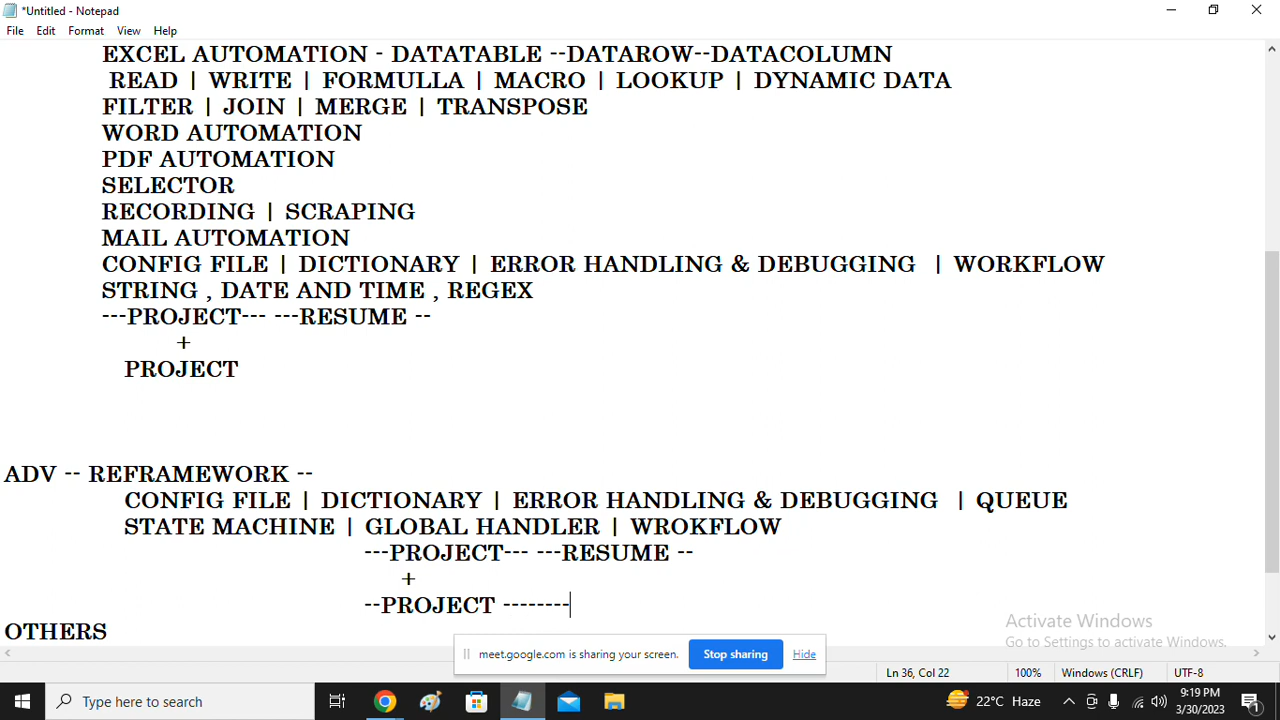 *Untitled - Notepad
File Edit Format View Help
EXCEL AUTOMATION - DATATABLE --DATAROW--DATACOLUMN
READ | WRITE | FORMULLA | MACRO | LOOKUP | DYNAMIC DATA
FILTER | JOIN | MERGE | TRANSPOSE
WORD AUTOMATION
PDF AUTOMATION
SELECTOR
RECORDING | SCRAPING
MAIL AUTOMATION
CONFIG FILE | DICTIONARY | ERROR HANDLING & DEBUGGING | WORKFLOW
STRING , DATE AND TIME , REGEX
---PROJECT--- ---RESUME --
+
PROJECT
ADV -- REFRAMEWORK --
CONFIG FILE | DICTIONARY | ERROR HANDLING & DEBUGGING | QUEUE
STATE MACHINE | GLOBAL HANDLER | WROKFLOW
---PROJECT--- ---RESUME --
+
--PROJECT --------
OTHERS
Activate Windows
Go to Settings to activate Windows.
meet.google.com is sharing your screen. Stop sharing Hide
Ln 36, Col 22 100% Windows (CRLF) UTF-8
Type here to search 22°C Haze 9:19 PM
3/30/2023 1